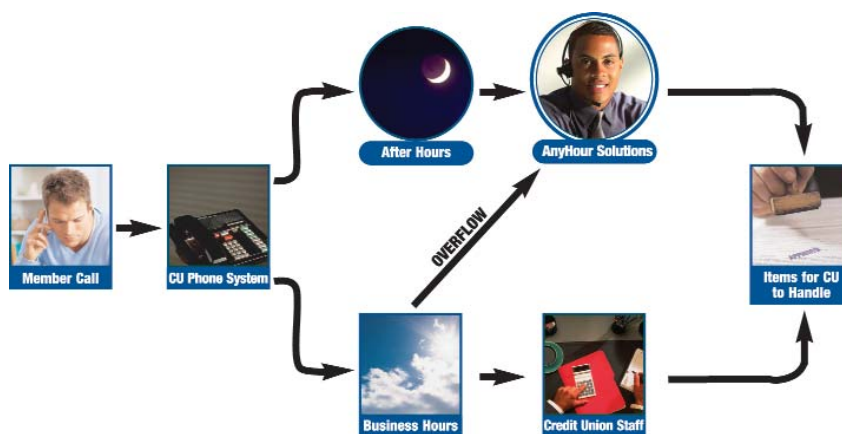 After Hours
AnyHour Solutions
OVERFLOW
Member Call
CU Phone System
Items for CU
to Handle
Business Hours
Credit Union Staff
APPROVED